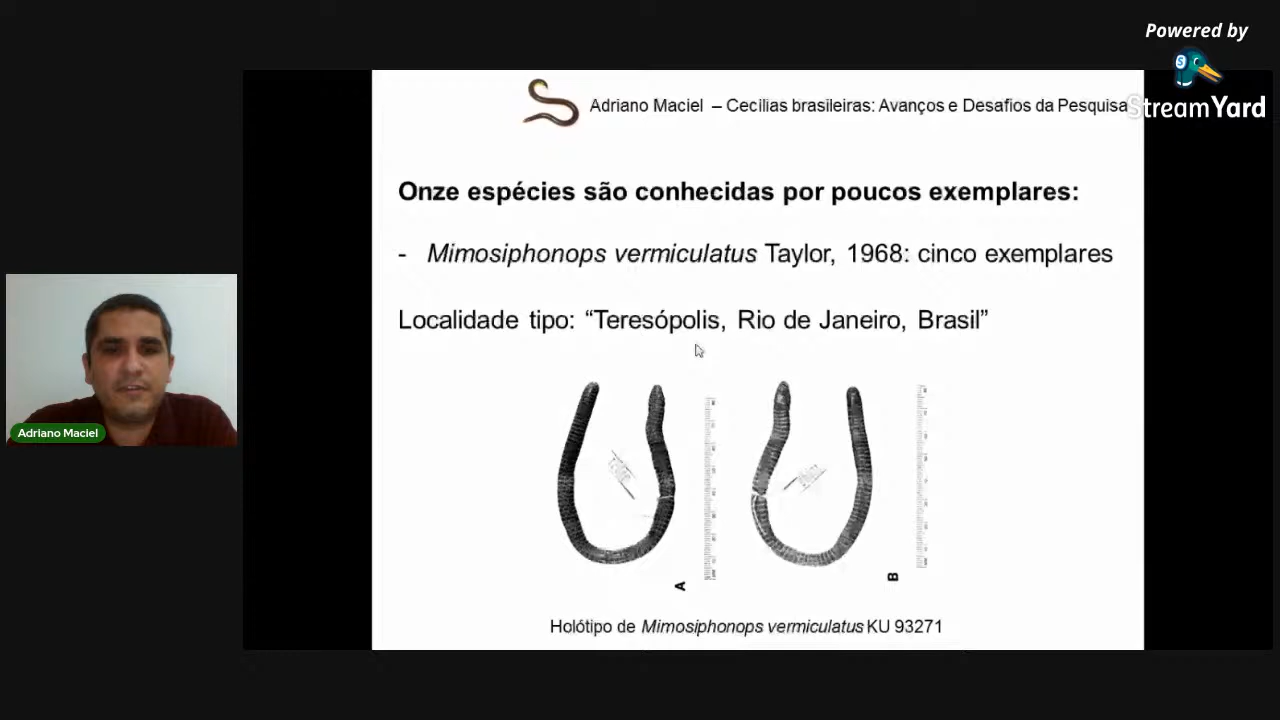 Powered by
StreamYard
Adriano Maciel – Cecílias brasileiras: Avanços e Desafios da Pesquisa
Onze espécies são conhecidas por poucos exemplares:
- Mimosiphonops vermiculatus Taylor, 1968: cinco exemplares
Localidade tipo: “Teresópolis, Rio de Janeiro, Brasil”
Adriano Maciel
A
B
Holótipo de Mimosiphonops vermiculatus KU 93271